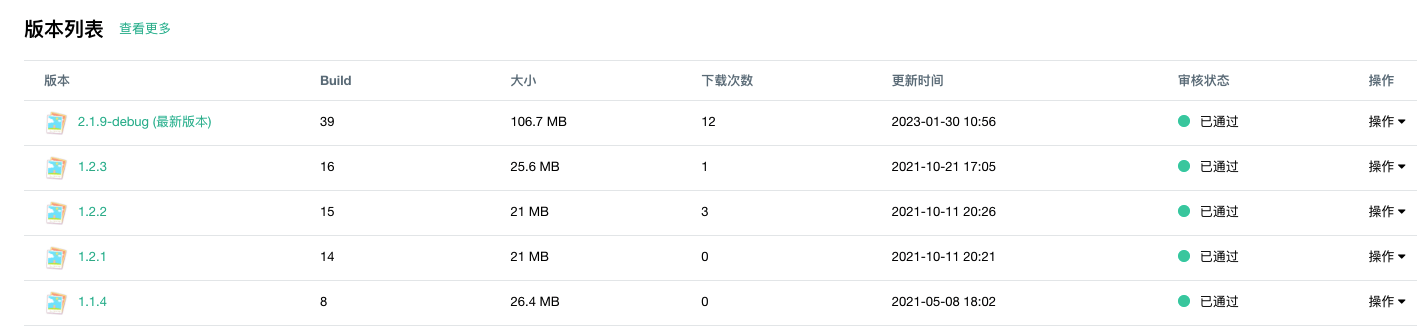 版本列表 查看更多
版本 Build 大小 下载次数 更新时间 审核状态 操作
2.1.9-debug (最新版本) 39 106.7 MB 12 2023-01-30 10:56 已通过 操作
1.2.3 16 25.6 MB 1 2021-10-21 17:05 已通过 操作
1.2.2 15 21 MB 3 2021-10-11 20:26 已通过 操作
1.2.1 14 21 MB 0 2021-10-11 20:21 已通过 操作
1.1.4 8 26.4 MB 0 2021-05-08 18:02 已通过 操作